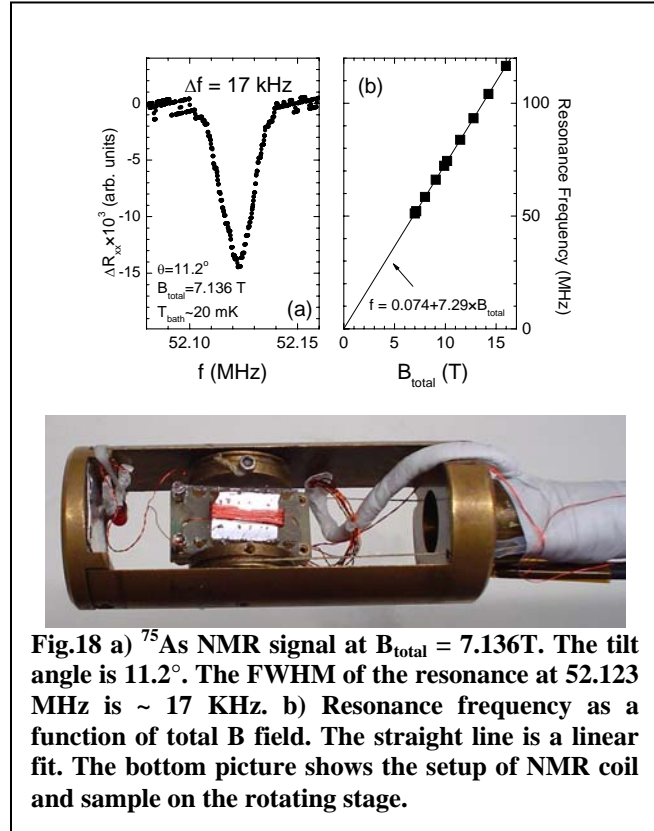 Δf = 17 kHz
(b)
0
-5
-10
-15
ΔR_xx×10^3 (arb. units)
θ=11.2°
B_total=7.136 T
T_bath~20 mK
(a)
52.10
52.15
f (MHz)
100
50
0
Resonance Frequency (MHz)
f = 0.074+7.29×B_total
0
5
10
15
B_total (T)
Fig.18 a) ^75As NMR signal at B_total = 7.136T. The tilt
angle is 11.2°. The FWHM of the resonance at 52.123
MHz is ~ 17 KHz. b) Resonance frequency as a
function of total B field. The straight line is a linear
fit. The bottom picture shows the setup of NMR coil
and sample on the rotating stage.